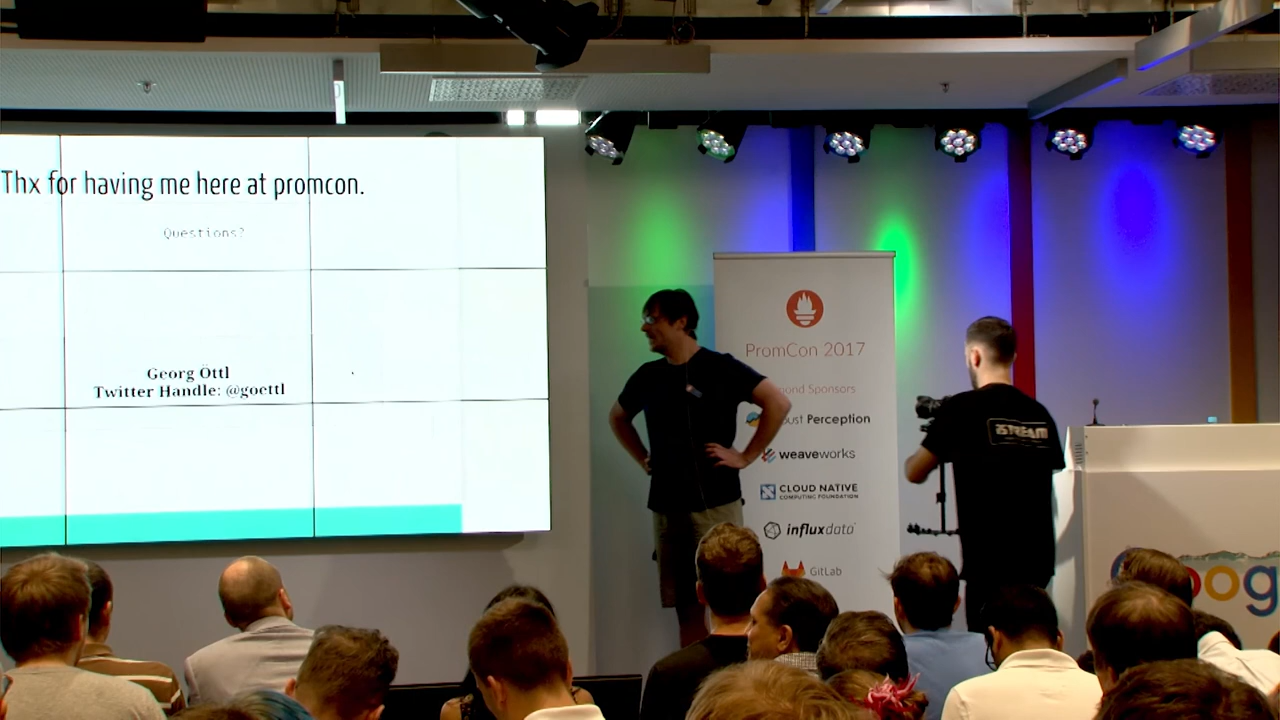 Thx for having me here at promcon.
Questions?
Georg Ottl
Twitter Handle: @goettl
PromCon 2017
Sponsors
Perception
weaveworks
CLOUD NATIVE
COMPUTING FOUNDATION
influxdata
GitLab